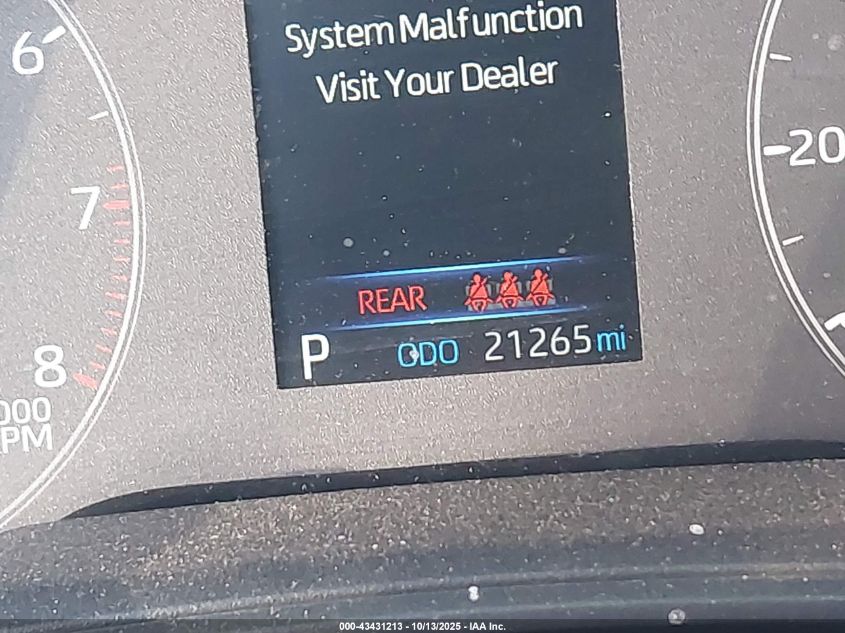 System Malfunction
Visit Your Dealer
6
7
8
000
PM
20
REAR
P ODO 21265 mi
000-43431213 - 10/13/2025 - IAA Inc.